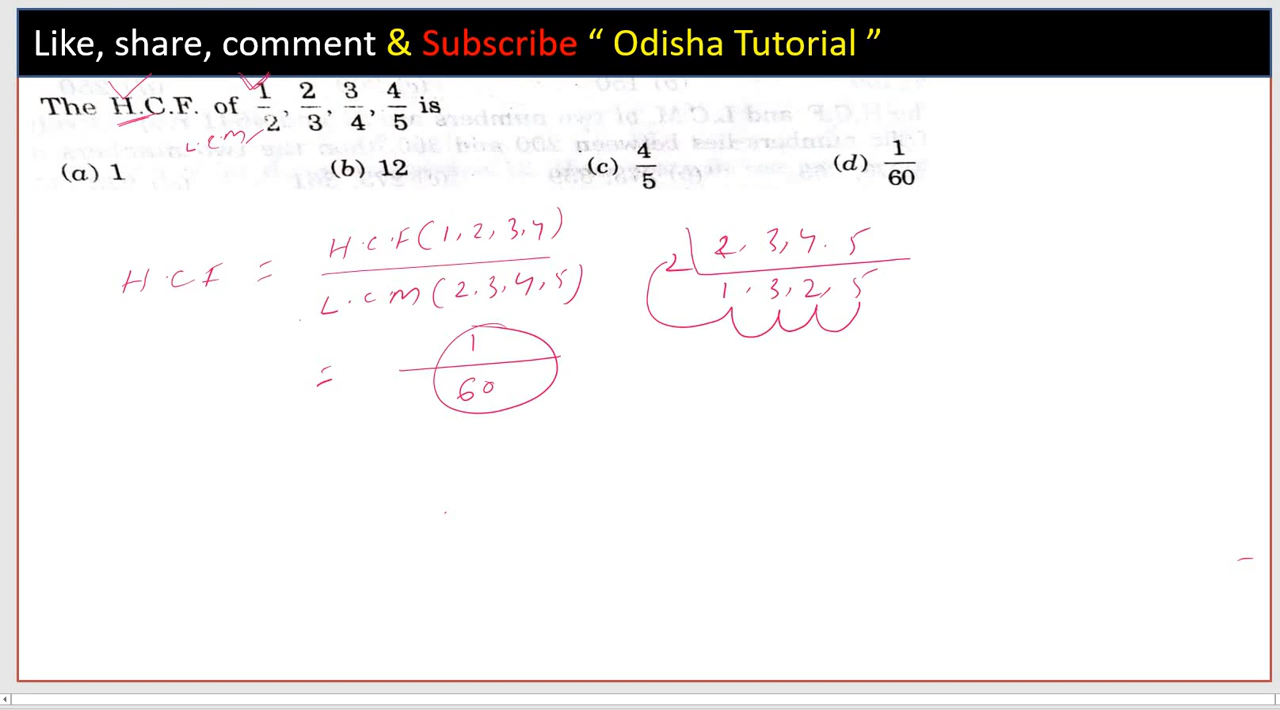 Like, share, comment & Subscribe “ Odisha Tutorial ”
The H.C.F. of 1/2, 2/3, 3/4, 4/5 is
L.C.M
(a) 1 (b) 12 (c) 4/5 (d) 1/60
H.C.F = H.C.F(1,2,3,4) / L.CM(2.3,4,5)
2 | 2, 3, 4. 5
1, 3, 2, 5
= 1/60